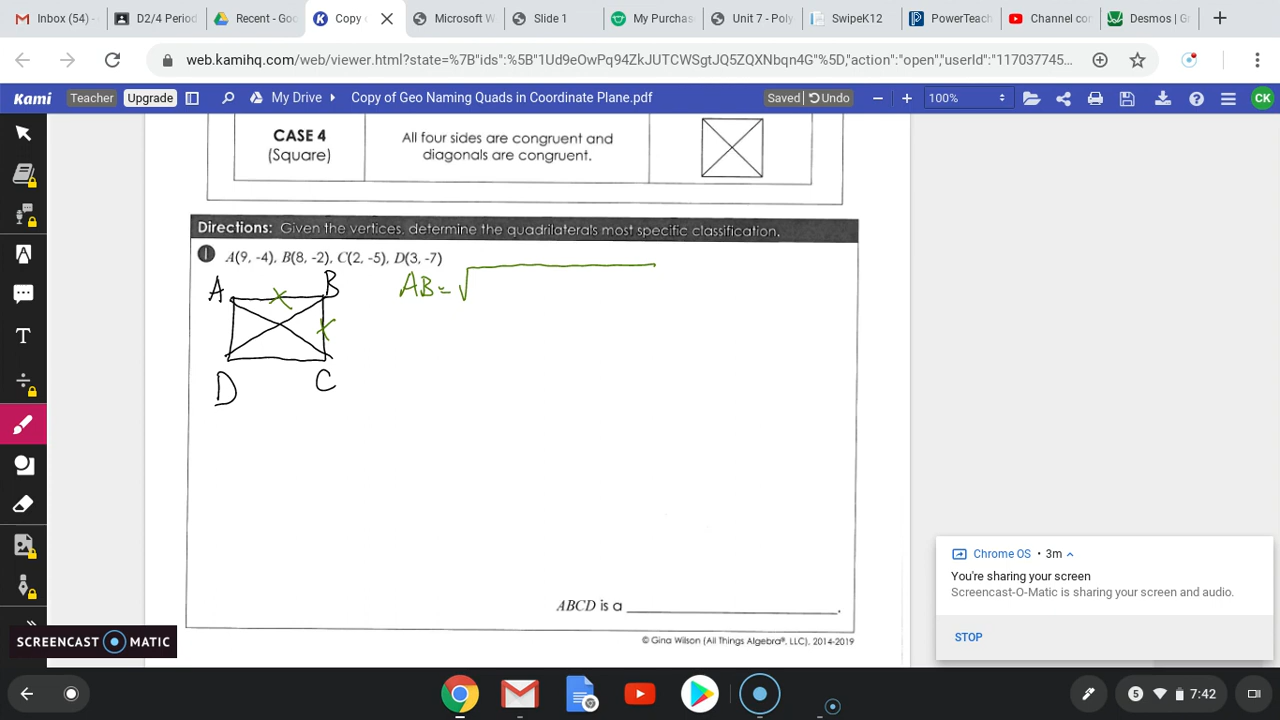 Inbox (54) -
D2/4 Period
Recent - Goo
Copy
Microsoft W
Slide 1
My Purchas
Unit 7 - Poly
SwipeK12
PowerTeach
Channel con
Desmos | G
web.kamihq.com/web/viewer.html?state=%7B"ids":%5B"1Ud9eOwPq94ZkJUTCWSgtJQ5ZQXNbqn4G"%5D,"action":"open","userId":"117037745...
Kami Teacher Upgrade My Drive Copy of Geo Naming Quads in Coordinate Plane.pdf Saved Undo 100% CK
CASE 4
(Square)
All four sides are congruent and
diagonals are congruent.
Directions: Given the vertices, determine the quadrilaterals most specific classification.
1 A(9, -4), B(8, -2), C(2, -5), D(3, -7)
A B AB = √
D C
ABCD is a ____________.
© Gina Wilson (All Things Algebra®, LLC), 2014-2019
Chrome OS • 3m
You're sharing your screen
Screencast-O-Matic is sharing your screen and audio.
STOP
SCREENCAST MATIC
5 7:42